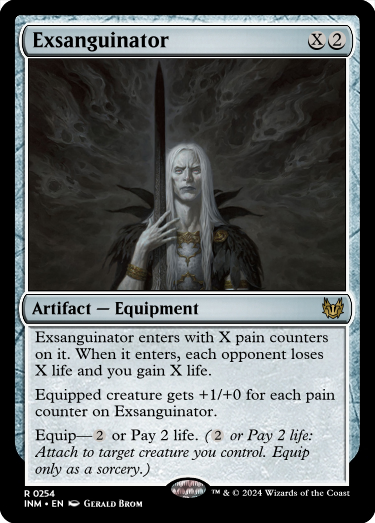 Exsanguinator X 2
Artifact — Equipment
Exsanguinator enters with X pain counters
on it. When it enters, each opponent loses
X life and you gain X life.
Equipped creature gets +1/+0 for each pain
counter on Exsanguinator.
Equip—2 or Pay 2 life. (2 or Pay 2 life:
Attach to target creature you control. Equip
only as a sorcery.)
R 0254
INM • EN Gerald Brom ™ & © 2024 Wizards of the Coast